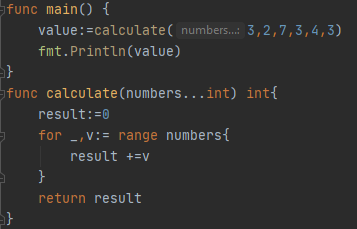 func main() {
    value:=calculate( numbers...: 3,2,7,3,4,3)
    fmt.Println(value)
}
func calculate(numbers...int) int{
    result:=0
    for _,v:= range numbers{
        result +=v
    }
    return result
}